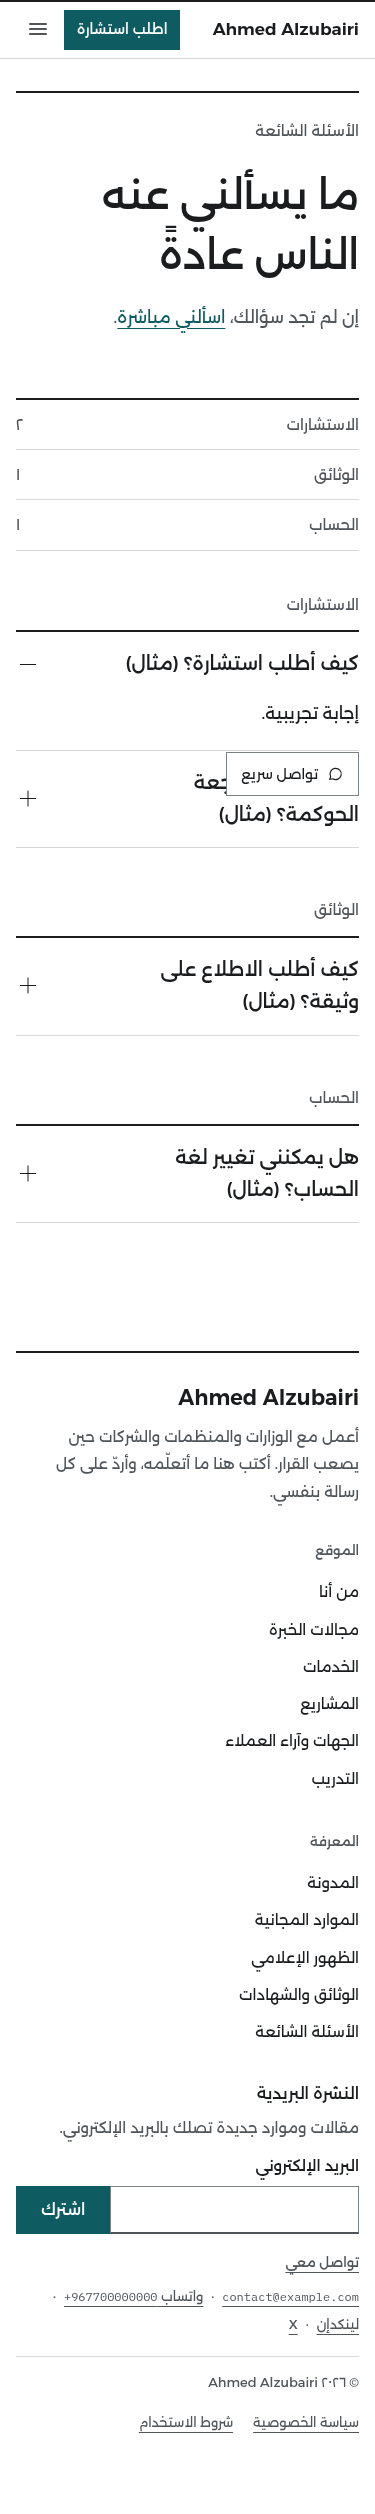 Ahmed Alzubairi
اطلب استشارة
الأسئلة الشائعة
ما يسألني عنه
الناس عادةً
إن لم تجد سؤالك، اسألني مباشرة.
الاستشارات ٢
الوثائق ١
الحساب ١
الاستشارات
كيف أطلب استشارة؟ (مثال)
إجابة تجريبية.
تواصل سريع
الحوكمة؟ (مثال)
الوثائق
كيف أطلب الاطلاع على
وثيقة؟ (مثال)
الحساب
هل يمكنني تغيير لغة
الحساب؟ (مثال)
Ahmed Alzubairi
أعمل مع الوزارات والمنظمات والشركات حين
يصعب القرار. أكتب هنا ما أتعلّمه، وأردّ على كل
رسالة بنفسي.
الموقع
من أنا
مجالات الخبرة
الخدمات
المشاريع
الجهات وآراء العملاء
التدريب
المعرفة
المدونة
الموارد المجانية
الظهور الإعلامي
الوثائق والشهادات
الأسئلة الشائعة
النشرة البريدية
مقالات وموارد جديدة تصلك بالبريد الإلكتروني.
البريد الإلكتروني
اشترك
تواصل معي
contact@example.com · واتساب +967700000000 ·
لينكدإن · X
© ٢٠٢٦ Ahmed Alzubairi
سياسة الخصوصية شروط الاستخدام